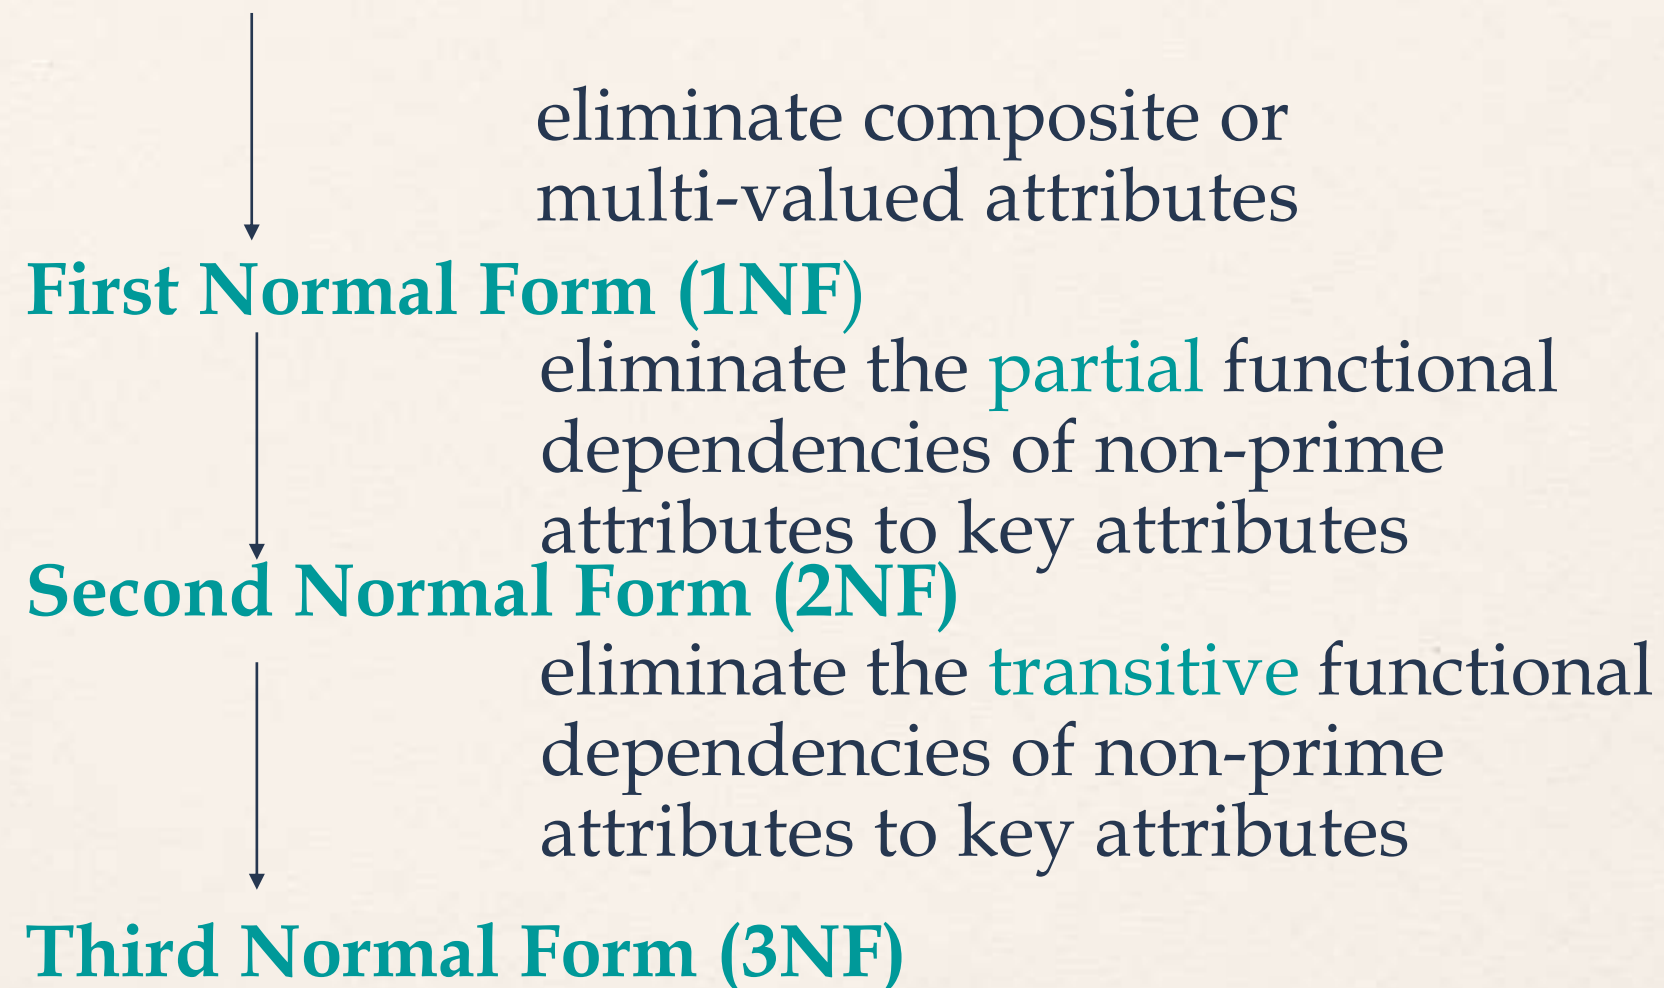 eliminate composite or
multi-valued attributes
First Normal Form (1NF)
eliminate the partial functional
dependencies of non-prime
attributes to key attributes
Second Normal Form (2NF)
eliminate the transitive functional
dependencies of non-prime
attributes to key attributes
Third Normal Form (3NF)